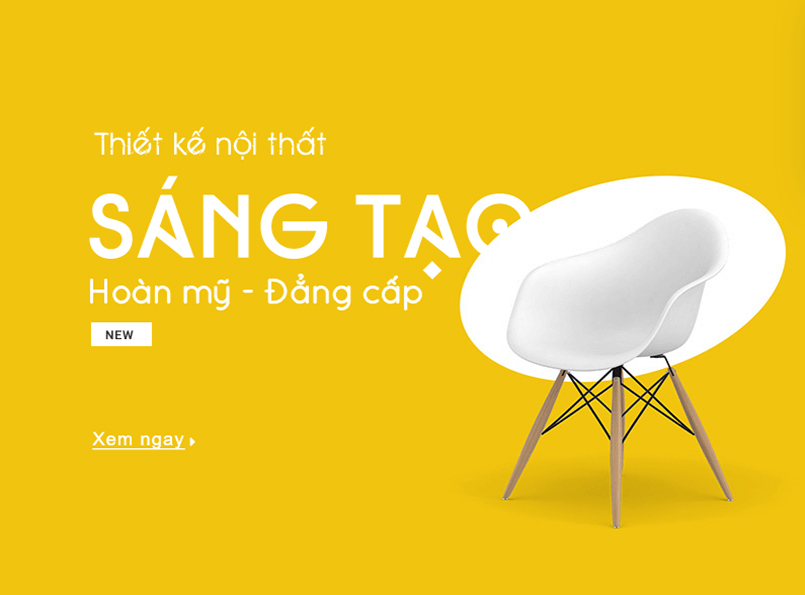 Thiết kế nội thất
SÁNG TẠO
Hoàn mỹ - Đẳng cấp
NEW
Xem ngay